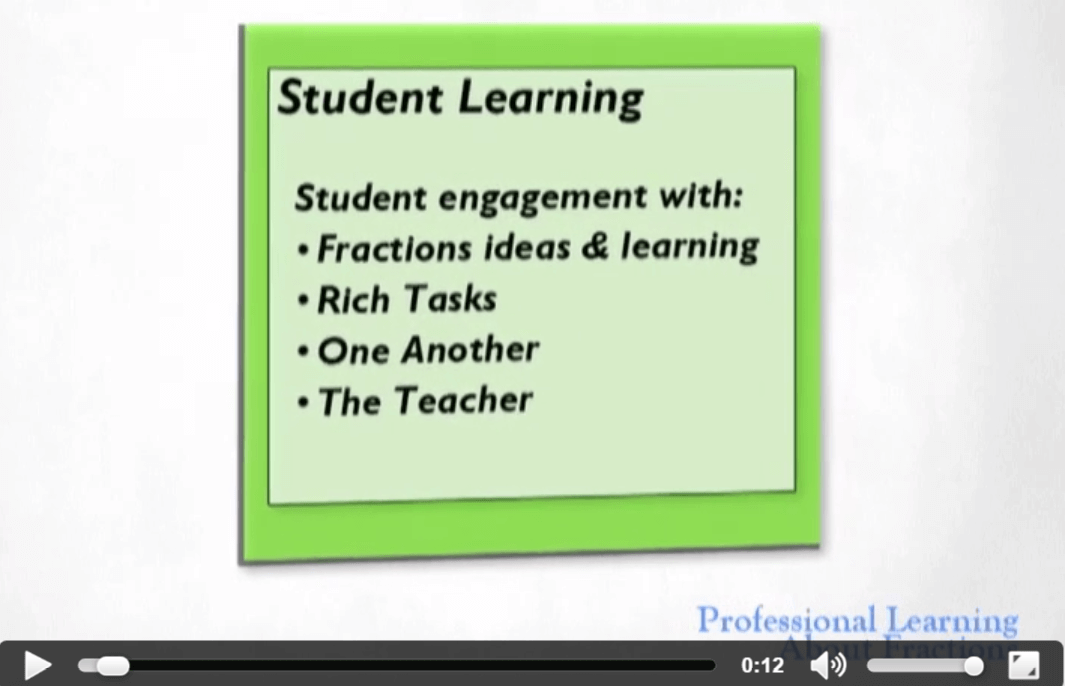 Student Learning
Student engagement with:
• Fractions ideas & learning
• Rich Tasks
• One Another
• The Teacher
Professional Learning
About Fractions
0:12